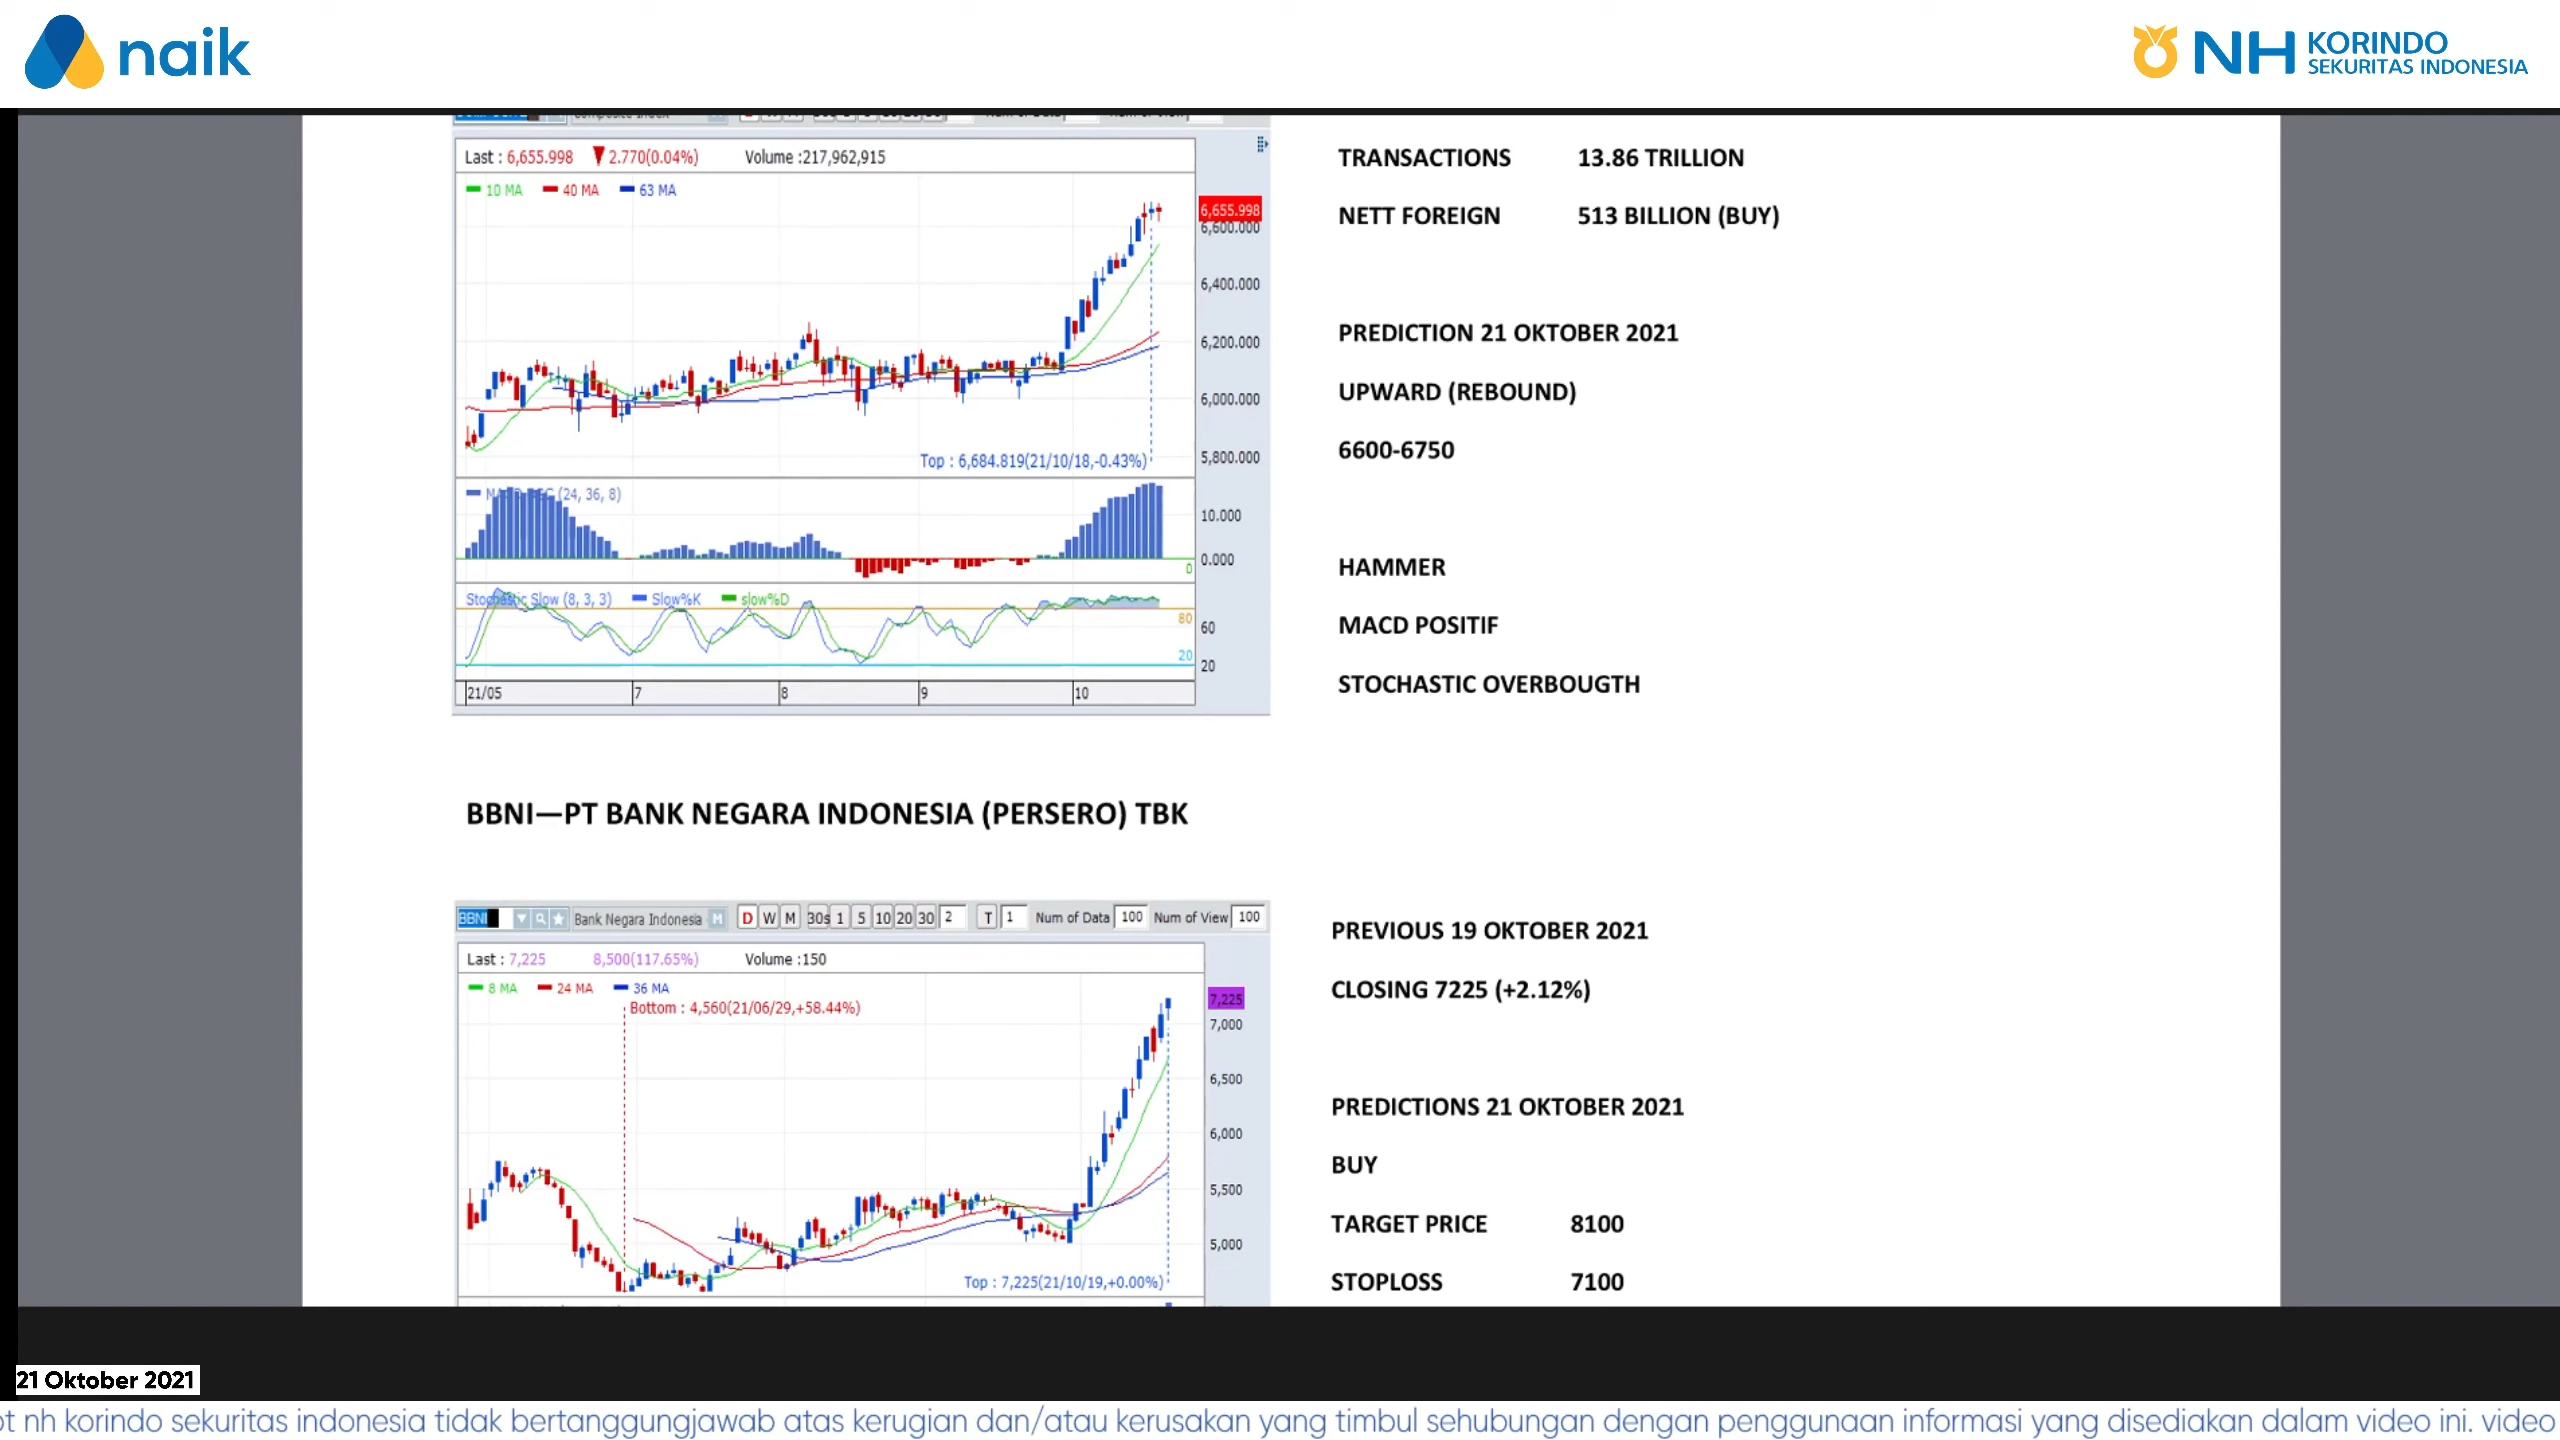 naik
NH KORINDO
SEKURITAS INDONESIA
Last : 6,655.998 ▼ 2.770(0.04%) Volume :217,962,915
10 MA 40 MA 63 MA
6,655.998
6,600.000
6,400.000
6,200.000
6,000.000
5,800.000
Top : 6,684.819(21/10/18,-0.43%)
(24, 36, 8)
10.000
0.000
0
Stochastic Slow (8, 3, 3) Slow%K slow%D
80
60
20
20
21/05 7 8 9 10
TRANSACTIONS 13.86 TRILLION
NETT FOREIGN 513 BILLION (BUY)
PREDICTION 21 OKTOBER 2021
UPWARD (REBOUND)
6600-6750
HAMMER
MACD POSITIF
STOCHASTIC OVERBOUGTH
BBNI—PT BANK NEGARA INDONESIA (PERSERO) TBK
BBNI Bank Negara Indonesia M D W M 30s 1 5 10 20 30 2 T 1 Num of Data 100 Num of View 100
Last : 7,225 8,500(117.65%) Volume :150
8 MA 24 MA 36 MA
Bottom : 4,560(21/06/29,+58.44%)
7,225
7,000
6,500
6,000
5,500
5,000
Top : 7,225(21/10/19,+0.00%)
PREVIOUS 19 OKTOBER 2021
CLOSING 7225 (+2.12%)
PREDICTIONS 21 OKTOBER 2021
BUY
TARGET PRICE 8100
STOPLOSS 7100
21 Oktober 2021
pt nh korindo sekuritas indonesia tidak bertanggungjawab atas kerugian dan/atau kerusakan yang timbul sehubungan dengan penggunaan informasi yang disediakan dalam video ini. video